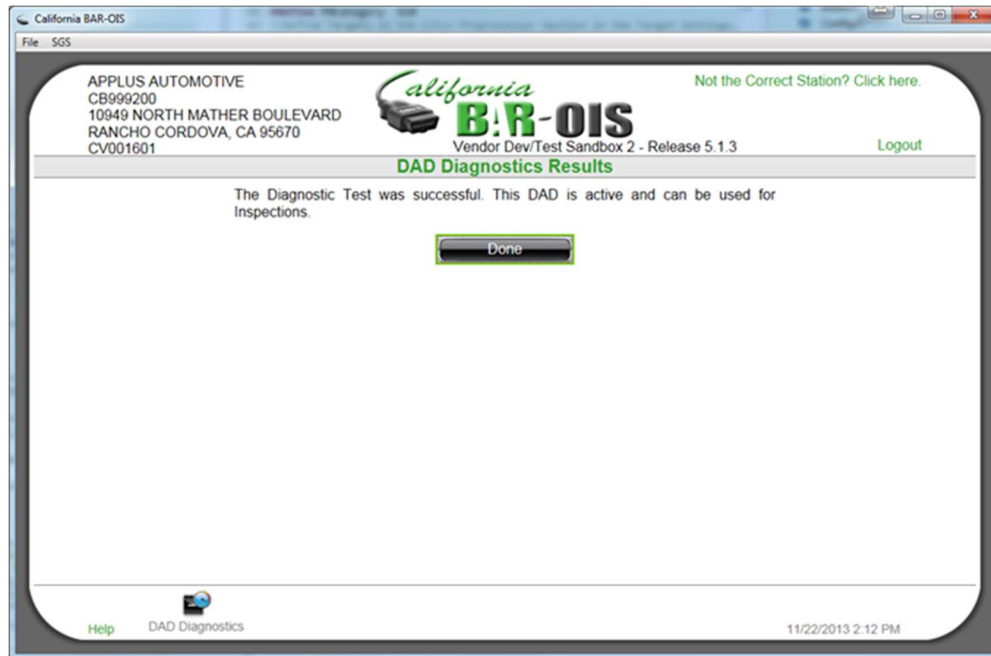 California BAR-OIS
File SGS
APPLUS AUTOMOTIVE
CB999200
10949 NORTH MATHER BOULEVARD
RANCHO CORDOVA, CA 95670
CV001601
California
BAR-OIS
Vendor Dev/Test Sandbox 2 - Release 5.1.3
Not the Correct Station? Click here.
Logout
DAD Diagnostics Results
The Diagnostic Test was successful. This DAD is active and can be used for
Inspections.
Done
Help
DAD Diagnostics
11/22/2013 2:12 PM